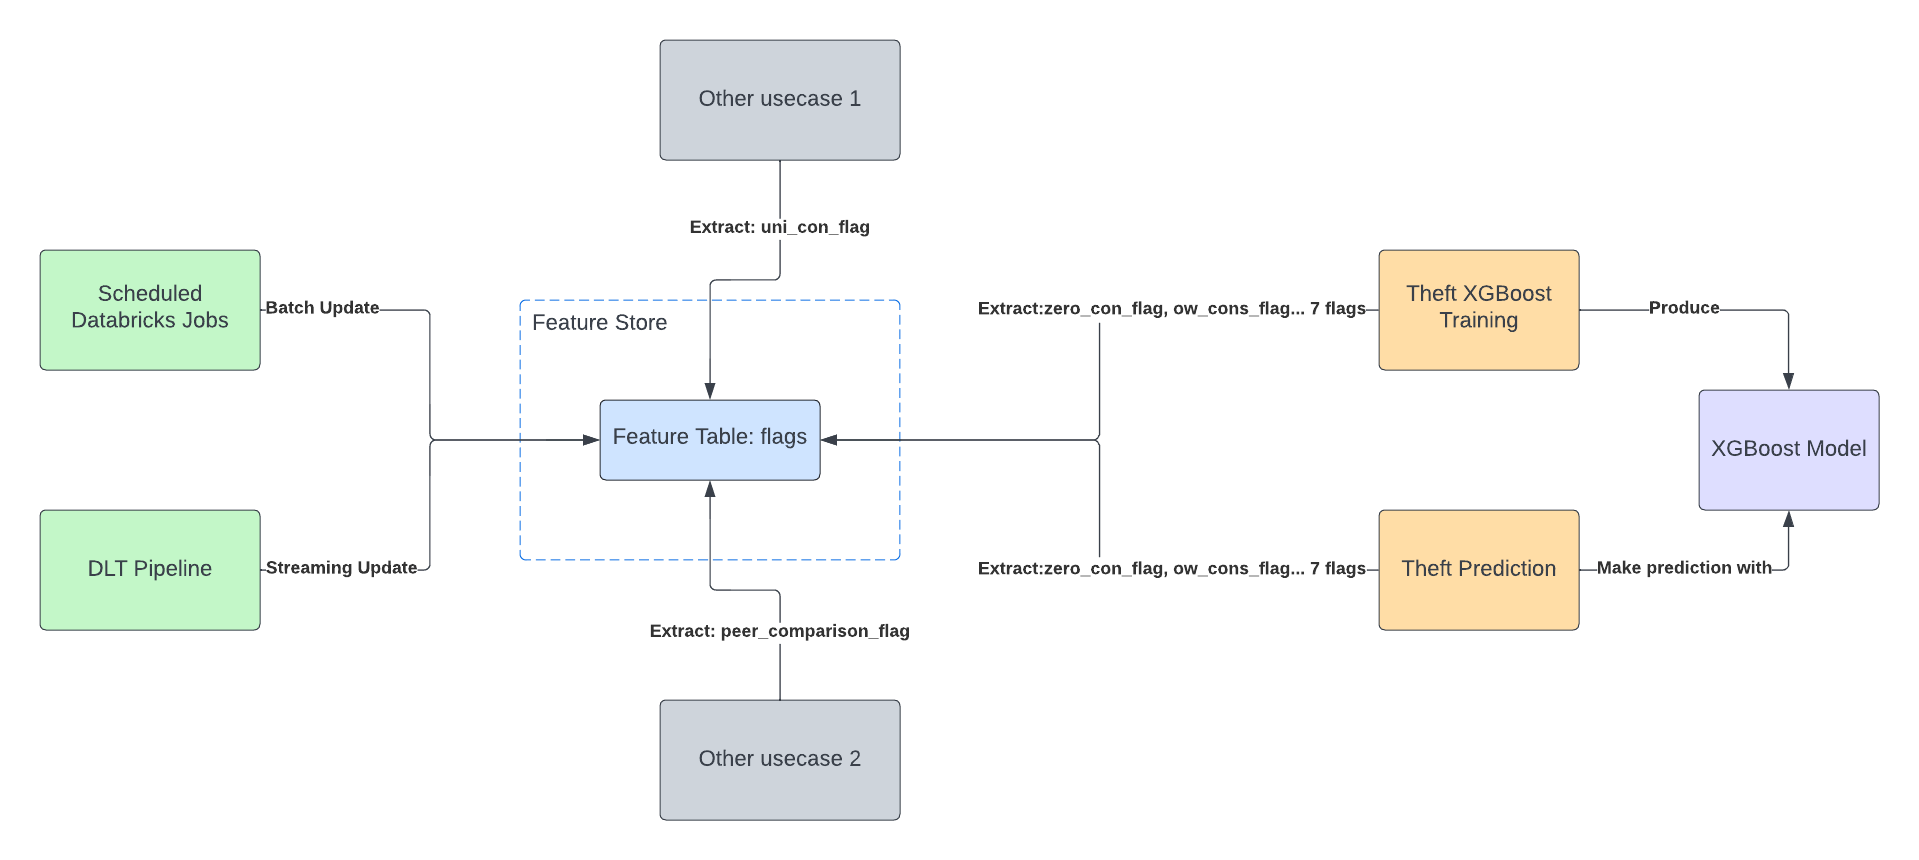 Other usecase 1
Extract: uni_con_flag
Scheduled
Databricks Jobs
Batch Update
Feature Store
Extract:zero_con_flag, ow_cons_flag... 7 flags
Theft XGBoost
Training
Produce
Feature Table: flags
XGBoost Model
DLT Pipeline
Streaming Update
Extract:zero_con_flag, ow_cons_flag... 7 flags
Theft Prediction
Make prediction with
Extract: peer_comparison_flag
Other usecase 2